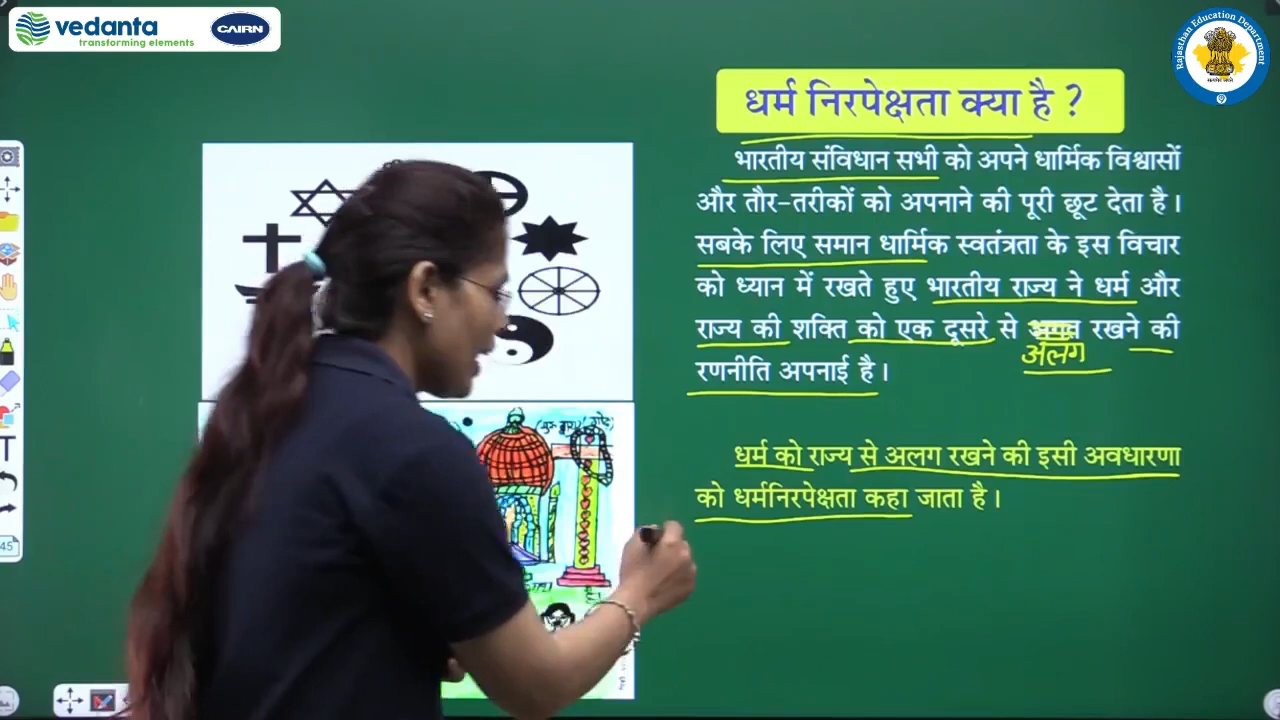 vedanta
transforming elements
CAIRN
Rajasthan Education Department
धर्म निरपेक्षता क्या है ?
भारतीय संविधान सभी को अपने धार्मिक विश्वासों
और तौर-तरीकों को अपनाने की पूरी छूट देता है।
सबके लिए समान धार्मिक स्वतंत्रता के इस विचार
को ध्यान में रखते हुए भारतीय राज्य ने धर्म और
राज्य की शक्ति को एक दूसरे से रखने की
अलग
रणनीति अपनाई है।
धर्म को राज्य से अलग रखने की इसी अवधारणा
को धर्मनिरपेक्षता कहा जाता है।
45